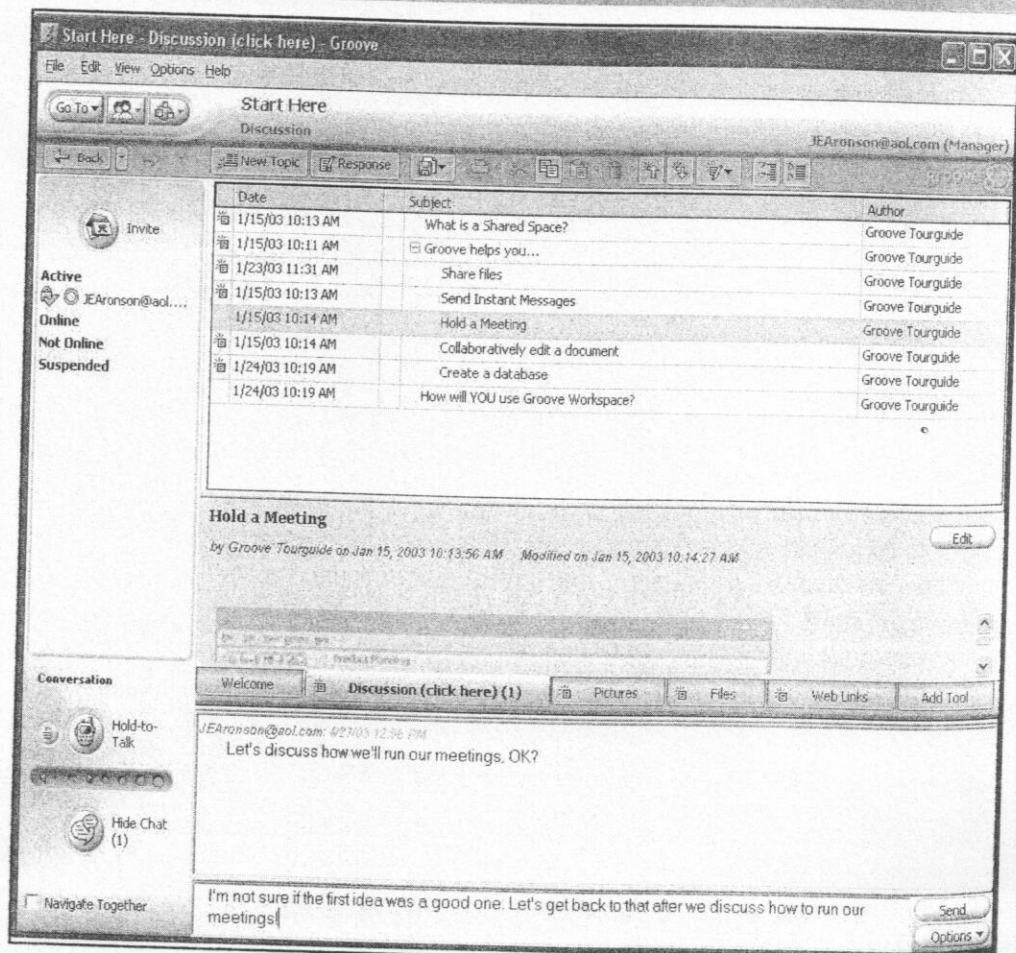 Start Here - Discussion (click here) - Groove
File Edit View Options Help
Go To
Start Here
Discussion
JEAronson@aol.com (Manager)
Back
New Topic Response
groove
Invite
Active
JEAronson@aol....
Online
Not Online
Suspended
Date Subject Author
1/15/03 10:13 AM What is a Shared Space? Groove Tourguide
1/15/03 10:11 AM Groove helps you... Groove Tourguide
1/23/03 11:31 AM Share files Groove Tourguide
1/15/03 10:13 AM Send Instant Messages Groove Tourguide
1/15/03 10:14 AM Hold a Meeting Groove Tourguide
1/15/03 10:14 AM Collaboratively edit a document Groove Tourguide
1/24/03 10:19 AM Create a database Groove Tourguide
1/24/03 10:19 AM How will YOU use Groove Workspace? Groove Tourguide
Hold a Meeting
Edit
by Groove Tourguide on Jan 15, 2003 10:13:56 AM Modified on Jan 15, 2003 10:14:27 AM
Product Planning
Welcome Discussion (click here) (1) Pictures Files Web Links Add Tool
Conversation
Hold-to-
Talk
Hide Chat
(1)
Navigate Together
JEAronson@aol.com: 4/27/03 12:56 PM
Let's discuss how we'll run our meetings, OK?
I'm not sure if the first idea was a good one. Let's get back to that after we discuss how to run our
meetings!
Send
Options